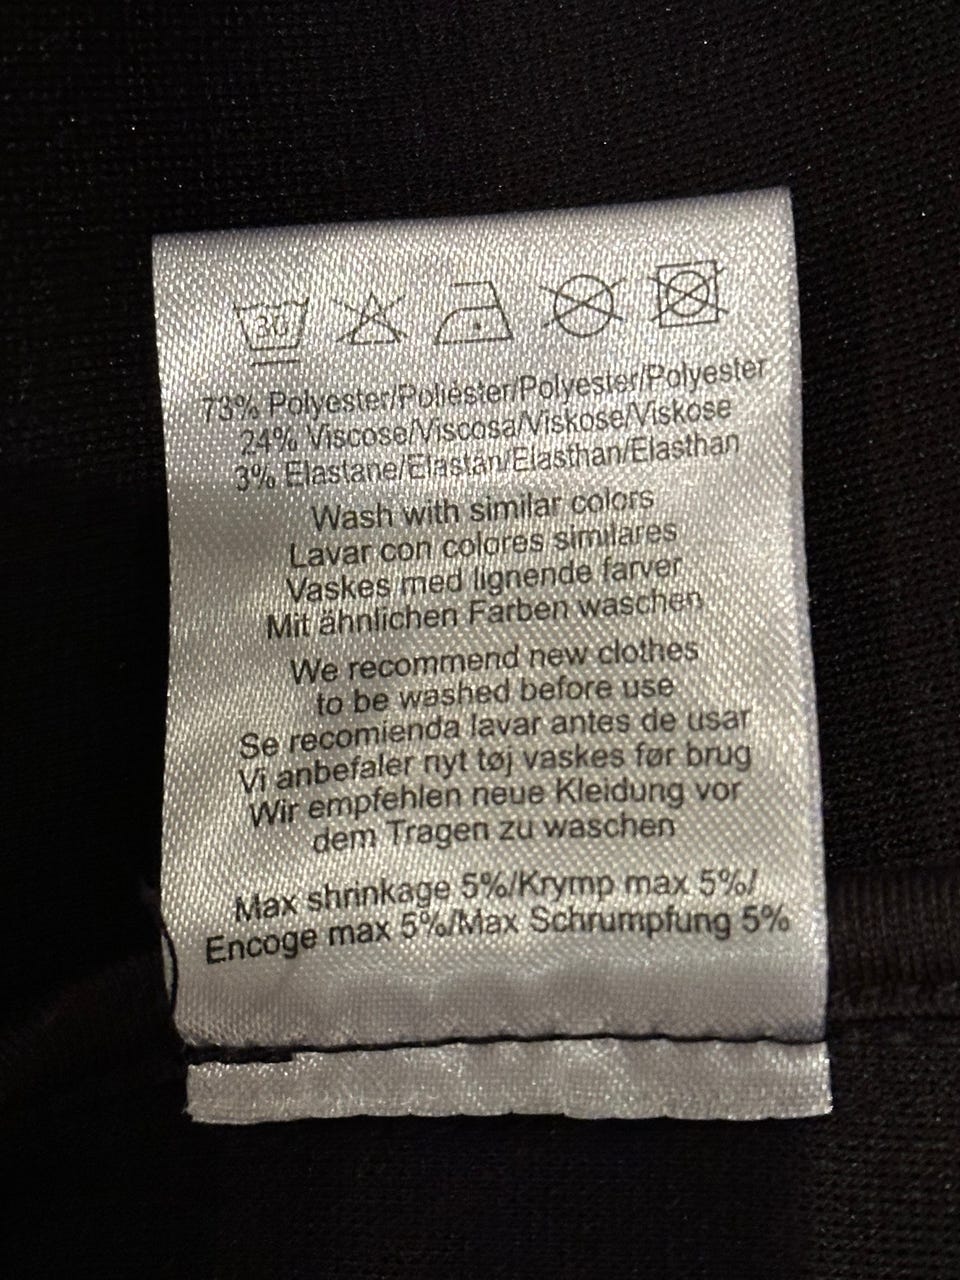 30
73% Polyester/Poliéster/Polyester/Polyester
24% Viscose/Viscosa/Viskose/Viskose
3% Elastane/Elastan/Elasthan/Elasthan
Wash with similar colors
Lavar con colores similares
Vaskes med lignende farver
Mit ähnlichen Farben waschen
We recommend new clothes
to be washed before use
Se recomienda lavar antes de usar
Vi anbefaler nyt tøj vaskes før brug
Wir empfehlen neue Kleidung vor
dem Tragen zu waschen
Max shrinkage 5%/Krymp max 5%/
Encoge max 5%/Max Schrumpfung 5%